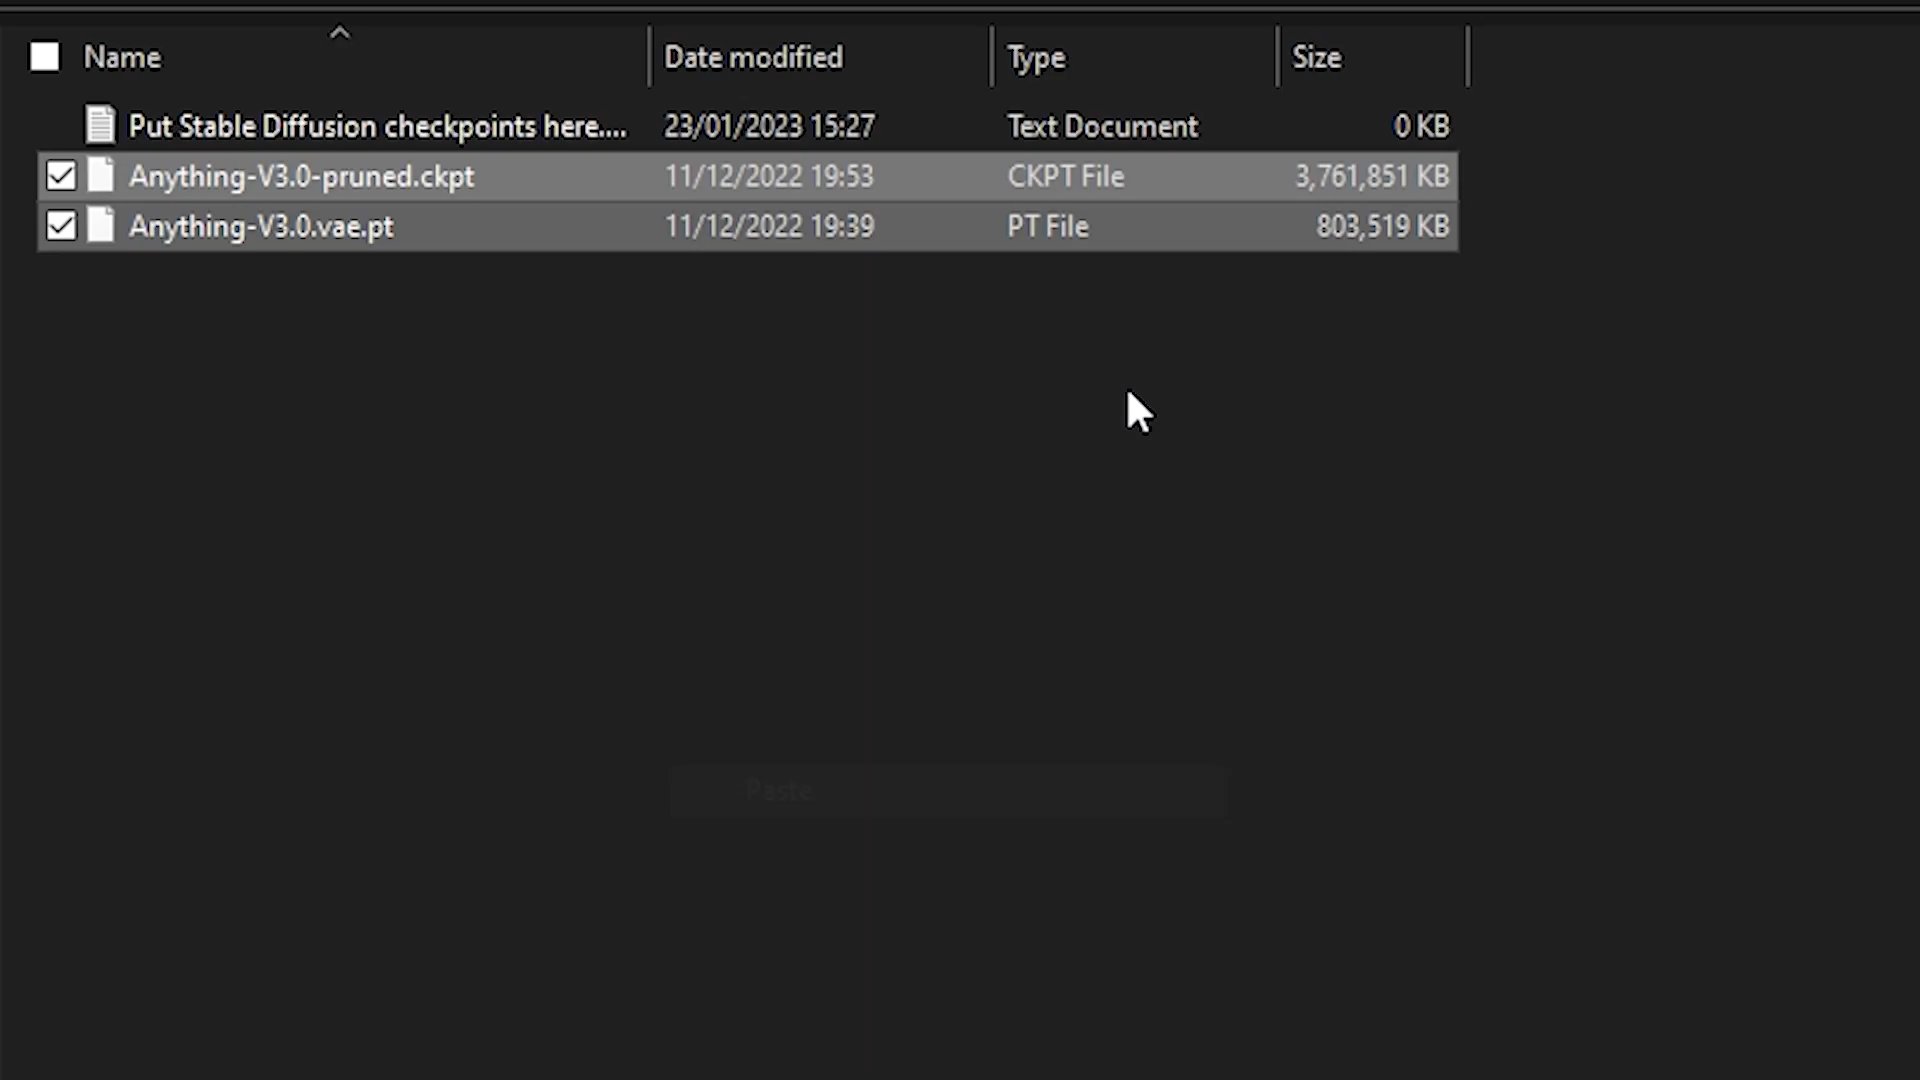 Name Date modified Type Size
Put Stable Diffusion checkpoints here.... 23/01/2023 15:27 Text Document 0 KB
Anything-V3.0-pruned.ckpt 11/12/2022 19:53 CKPT File 3,761,851 KB
Anything-V3.0.vae.pt 11/12/2022 19:39 PT File 803,519 KB
Paste